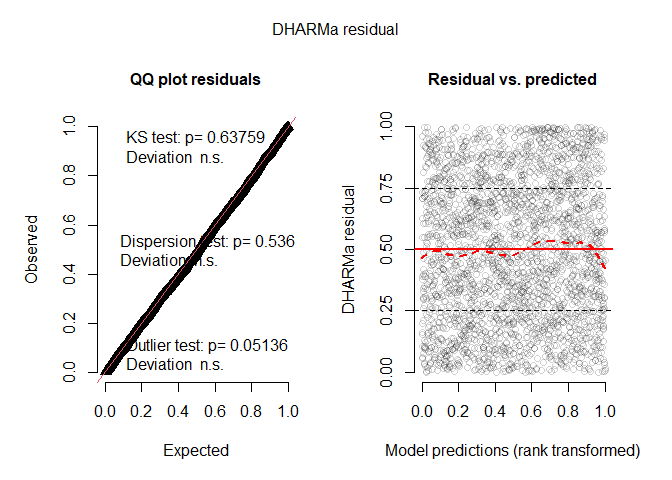 DHARMa residual
QQ plot residuals
KS test: p= 0.63759
Deviation n.s.
Dispersion test: p= 0.536
Deviation n.s.
Outlier test: p= 0.05136
Deviation n.s.
Observed
0.0 0.2 0.4 0.6 0.8 1.0
0.0 0.2 0.4 0.6 0.8 1.0
Expected
Residual vs. predicted
DHARMa residual
0.00 0.25 0.50 0.75 1.00
0.0 0.2 0.4 0.6 0.8 1.0
Model predictions (rank transformed)